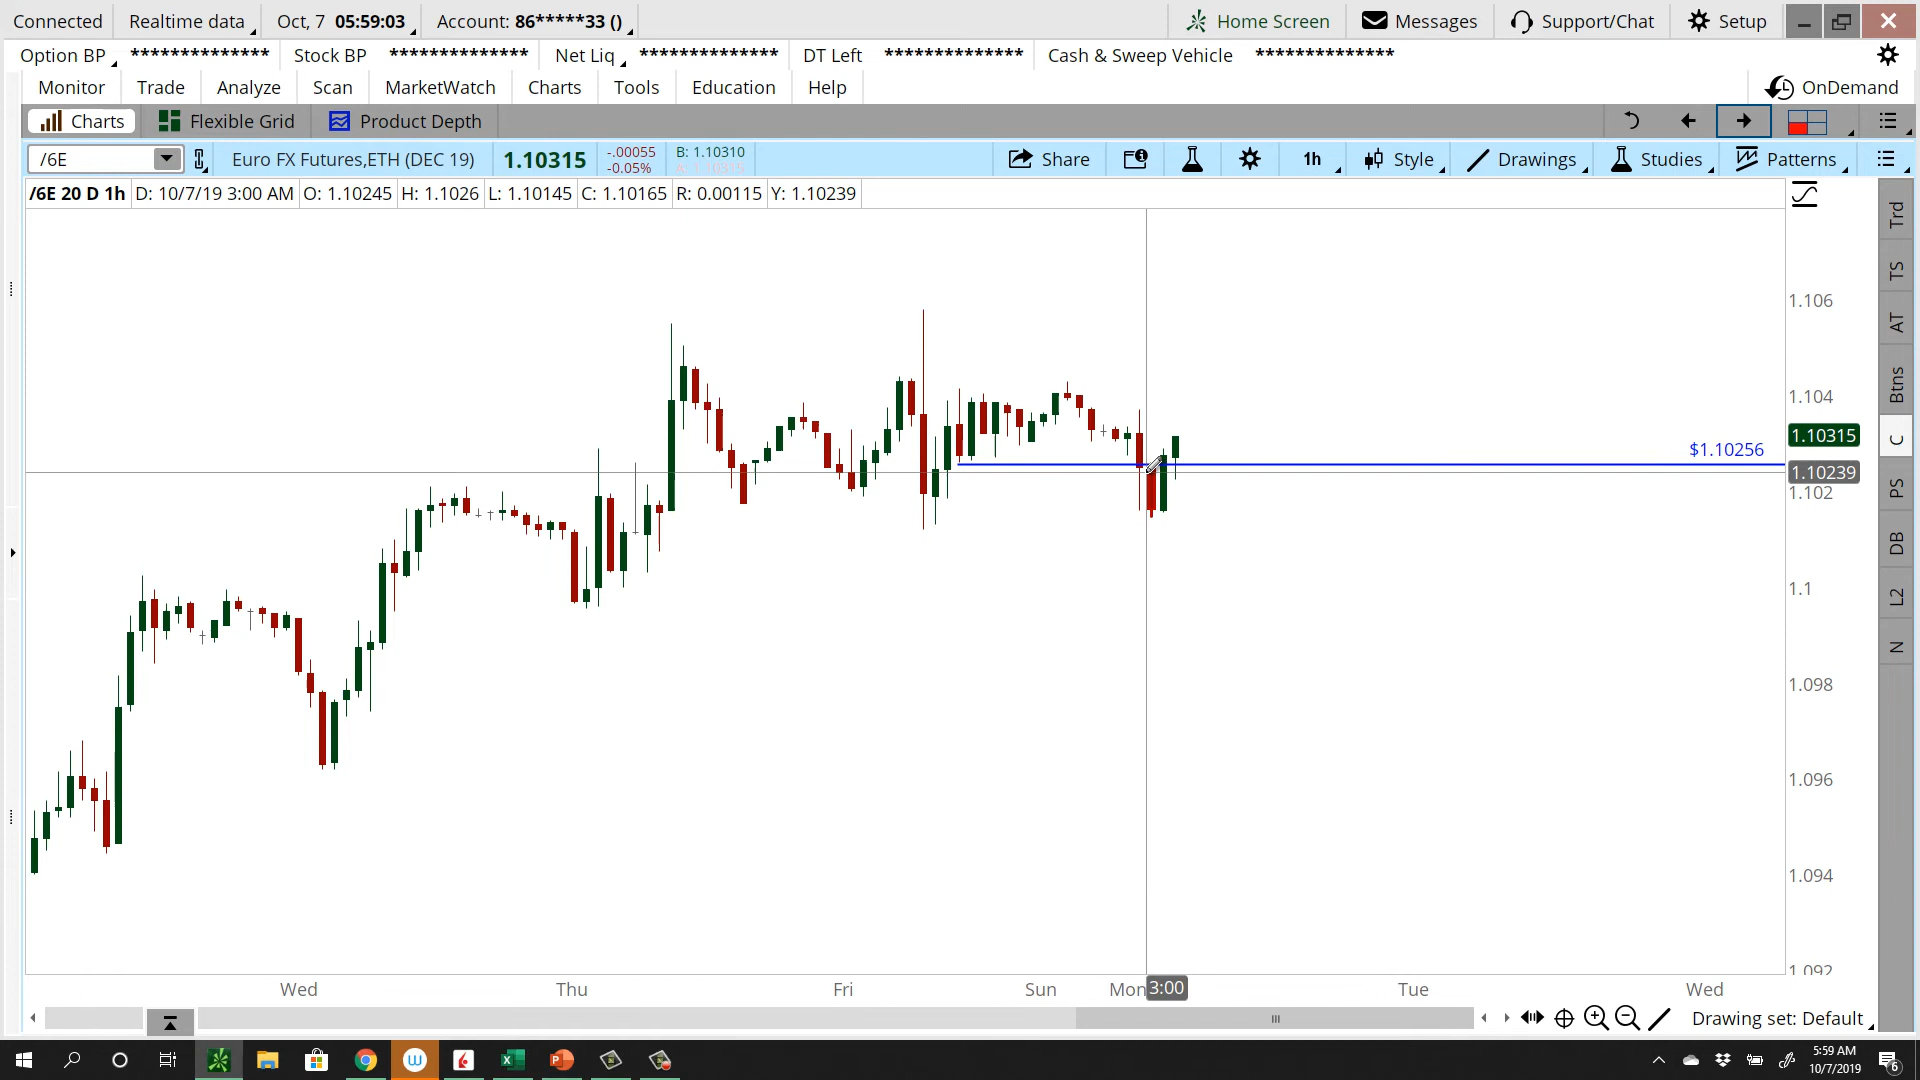 Connected Realtime data Oct, 7 05:59:03 Account: 86*****33 () Home Screen Messages Support/Chat Setup
Option BP ************** Stock BP ************** Net Liq ************** DT Left ************** Cash & Sweep Vehicle **************
Monitor Trade Analyze Scan MarketWatch Charts Tools Education Help OnDemand
Charts Flexible Grid Product Depth
/6E Euro FX Futures,ETH (DEC 19) 1.10315 -.00055 B: 1.10310 Share 1h Style Drawings Studies Patterns
-0.05%
/6E 20 D 1h D: 10/7/19 3:00 AM O: 1.10245 H: 1.1026 L: 1.10145 C: 1.10165 R: 0.00115 Y: 1.10239
Trd
TS
AT
Btns
C
PS
DB
L2
N
1.106
1.104
1.10315
$1.10256
1.10239
1.102
1.1
1.098
1.096
1.094
1.092
Wed Thu Fri Sun Mon 3:00 Tue Wed
Drawing set: Default
5:59 AM
10/7/2019
6